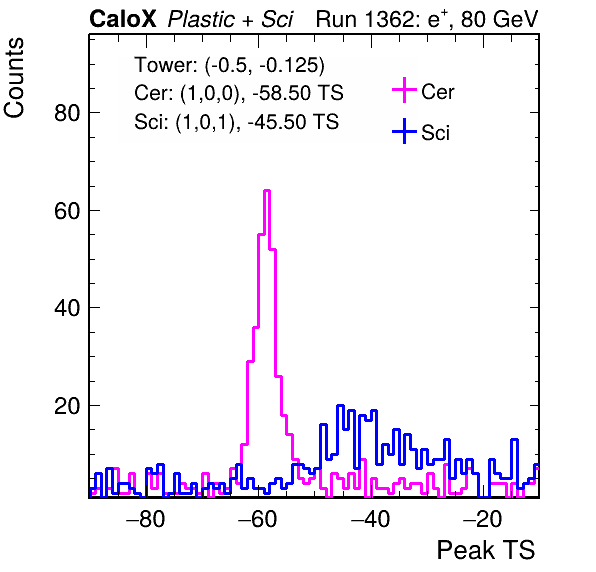 CaloX Plastic + Sci Run 1362: e⁺, 80 GeV
Tower: (-0.5, -0.125)
Cer: (1,0,0), -58.50 TS
Sci: (1,0,1), -45.50 TS
Cer
Sci
Counts
80
60
40
20
−80 −60 −40 −20
Peak TS